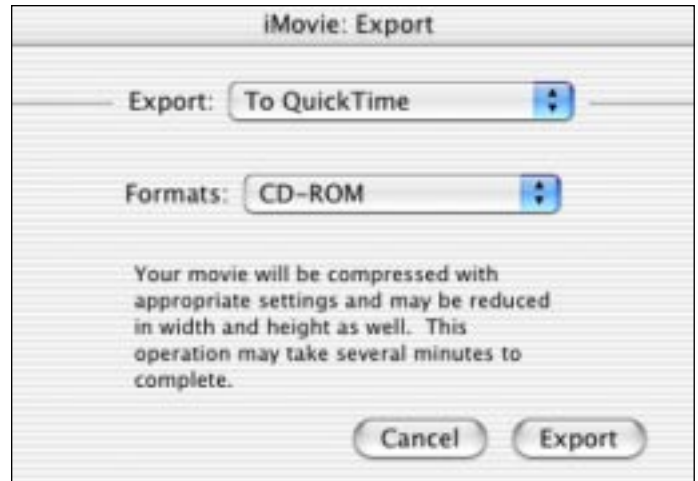 iMovie: Export
Export: To QuickTime
Formats: CD-ROM
Your movie will be compressed with
appropriate settings and may be reduced
in width and height as well.  This
operation may take several minutes to
complete.
Cancel Export